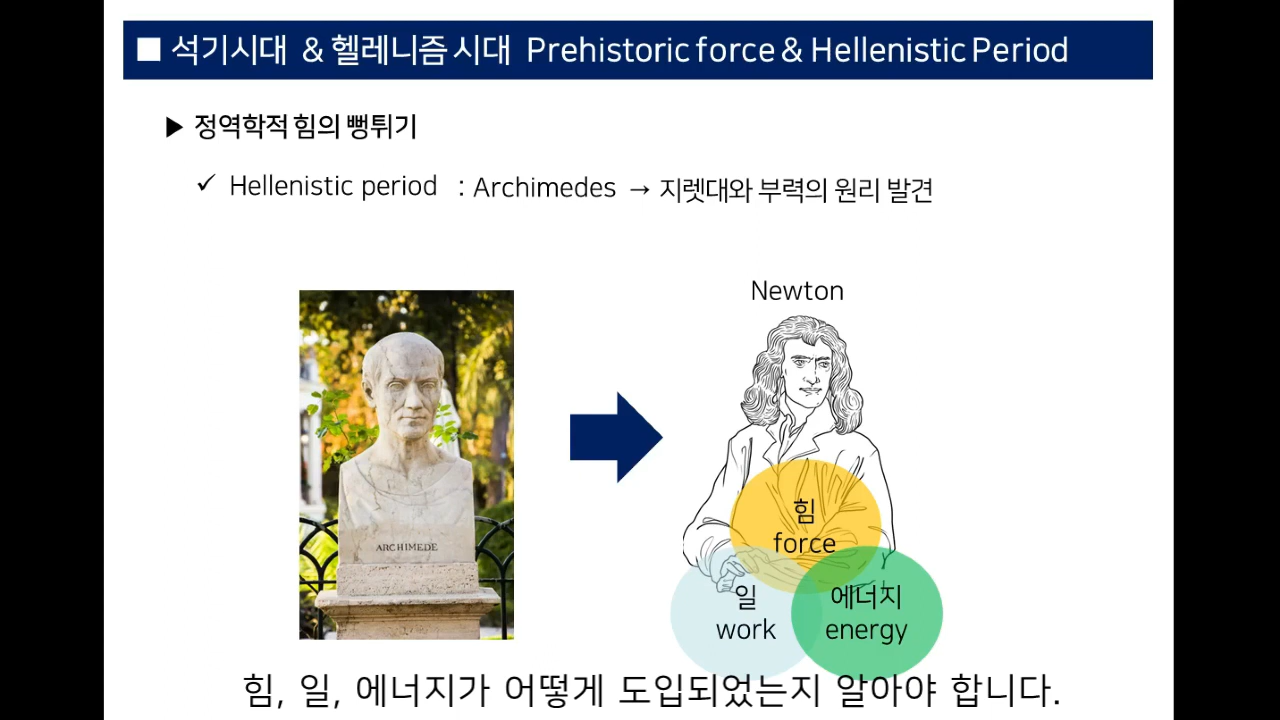 ■ 석기시대 & 헬레니즘 시대 Prehistoric force & Hellenistic Period
▶ 정역학적 힘의 뻥튀기
✓ Hellenistic period : Archimedes → 지렛대와 부력의 원리 발견
Newton
ARCHIMEDE
힘
force
일
work
에너지
energy
힘, 일, 에너지가 어떻게 도입되었는지 알아야 합니다.